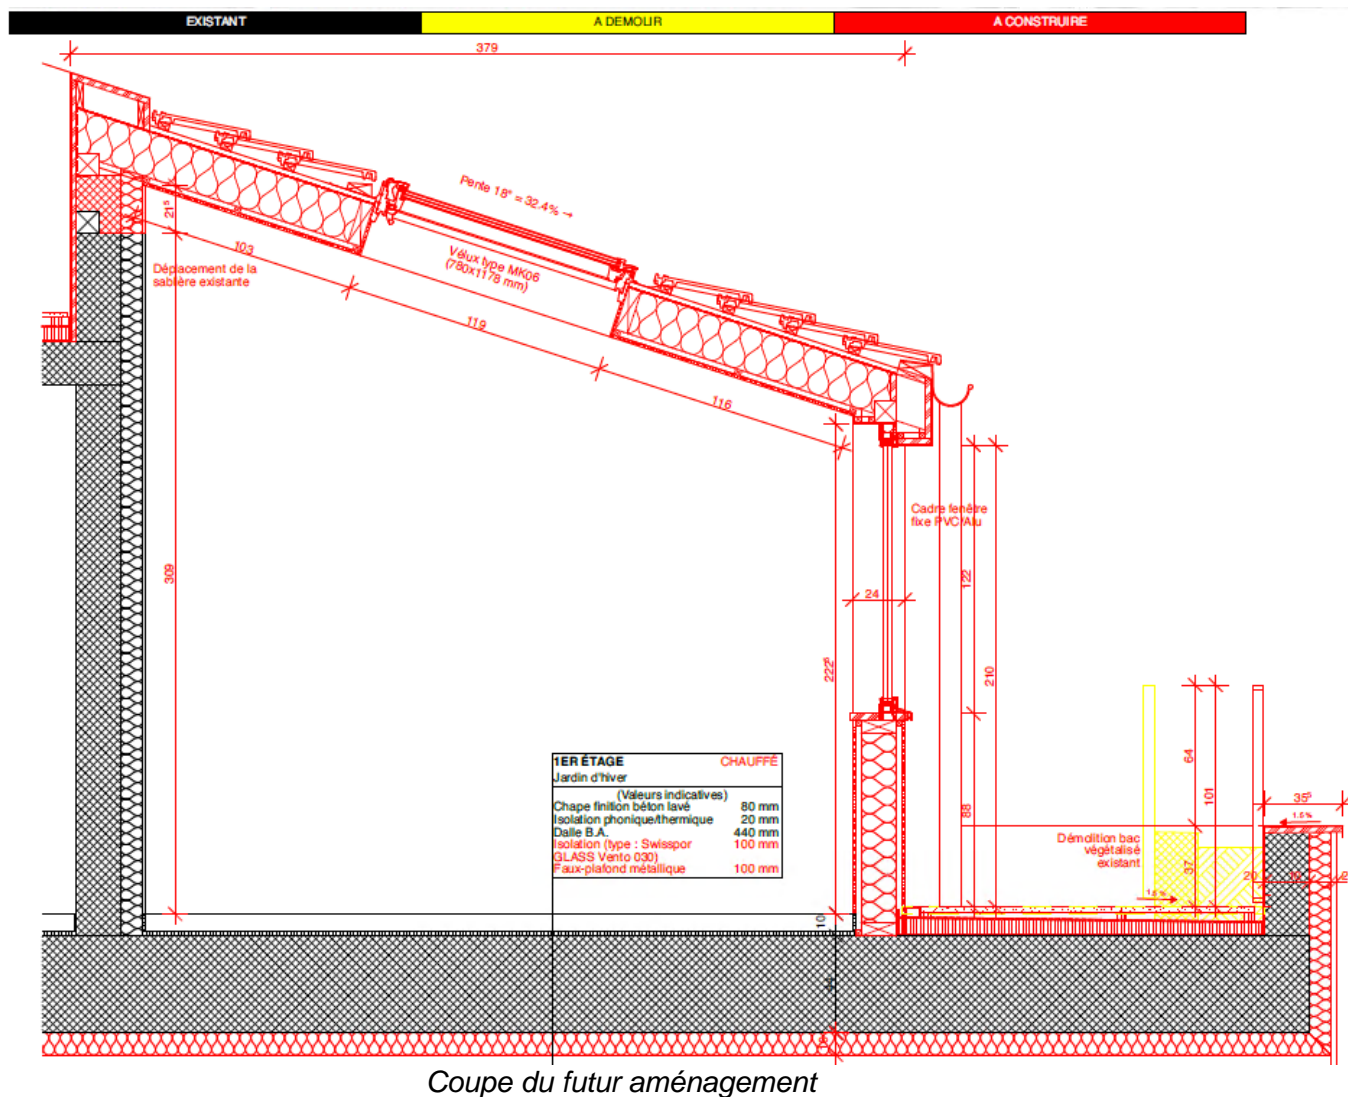 EXISTANT
A DEMOLIR
A CONSTRUIRE
379
Pente 18° = 32.4% →
21⁵
103
Vélux type MK06
(780x1178 mm)
Déplacement de la
sablière existante
119
116
Cadre fenêtre
fixe PVC/Alu
309
122
24
222⁵
210
64
101
35⁵
1.5%
88
37
Démolition bac
végétalisé
existant
20
1.5%
1ER ÉTAGE CHAUFFÉ
Jardin d'hiver
(Valeurs indicatives)
Chape finition béton lavé 80 mm
Isolation phonique/thermique 20 mm
Dalle B.A. 440 mm
Isolation (type : Swisspor 100 mm
GLASS Vento 030)
Faux-plafond métallique 100 mm
10
44
Coupe du futur aménagement